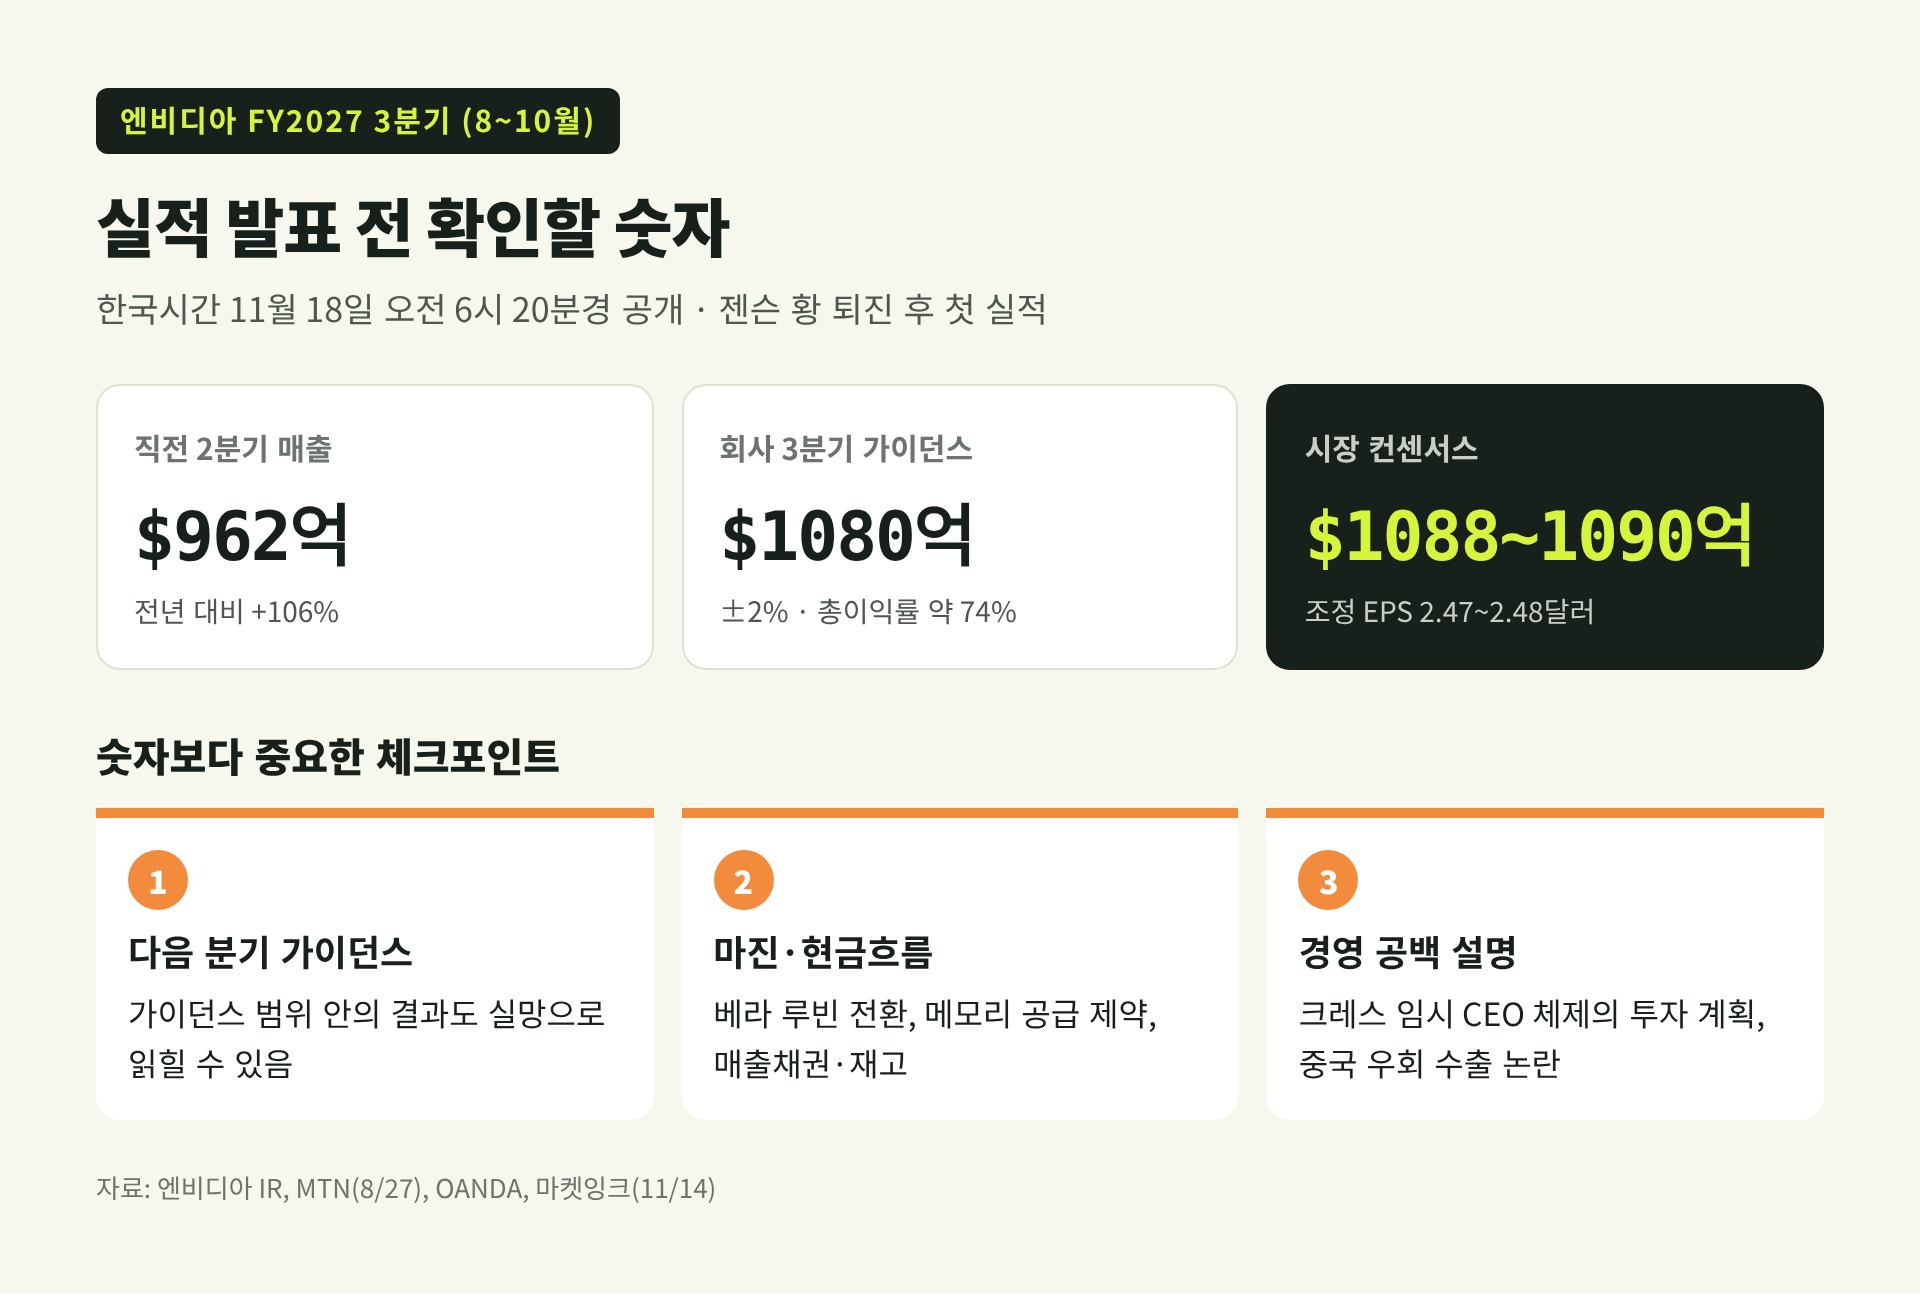 엔비디아 FY2027 3분기 (8~10월)
실적 발표 전 확인할 숫자
한국시간 11월 18일 오전 6시 20분경 공개 · 젠슨 황 퇴진 후 첫 실적
직전 2분기 매출
$962억
전년 대비 +106%
회사 3분기 가이던스
$1080억
±2% · 총이익률 약 74%
시장 컨센서스
$1088~1090억
조정 EPS 2.47~2.48달러
숫자보다 중요한 체크포인트
1
다음 분기 가이던스
가이던스 범위 안의 결과도 실망으로
읽힐 수 있음
2
마진·현금흐름
베라 루빈 전환, 메모리 공급 제약,
매출채권·재고
3
경영 공백 설명
크레스 임시 CEO 체제의 투자 계획,
중국 우회 수출 논란
자료: 엔비디아 IR, MTN(8/27), OANDA, 마켓잉크(11/14)